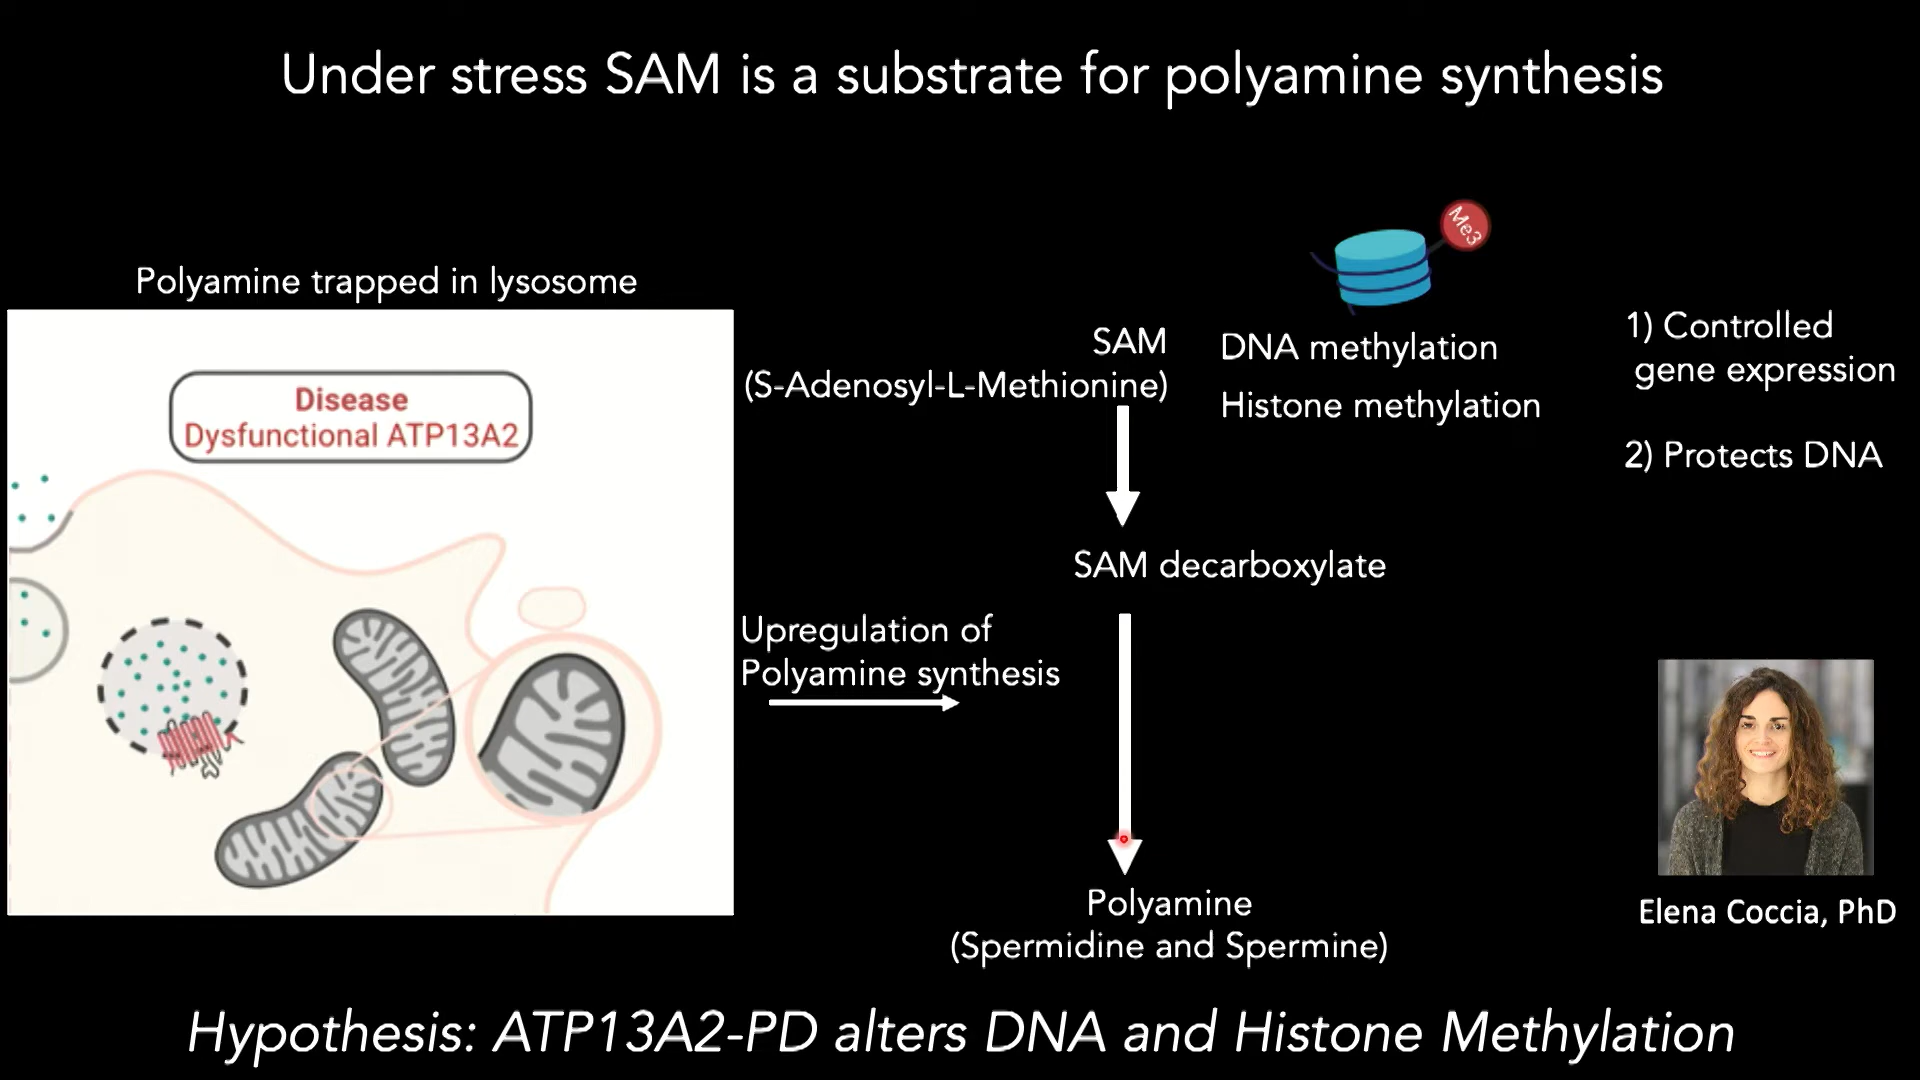 Under stress SAM is a substrate for polyamine synthesis
Polyamine trapped in lysosome
Disease
Dysfunctional ATP13A2
Me3
SAM
(S-Adenosyl-L-Methionine)
DNA methylation
Histone methylation
1) Controlled
gene expression
2) Protects DNA
SAM decarboxylate
Upregulation of
Polyamine synthesis
Polyamine
(Spermidine and Spermine)
Elena Coccia, PhD
Hypothesis: ATP13A2-PD alters DNA and Histone Methylation